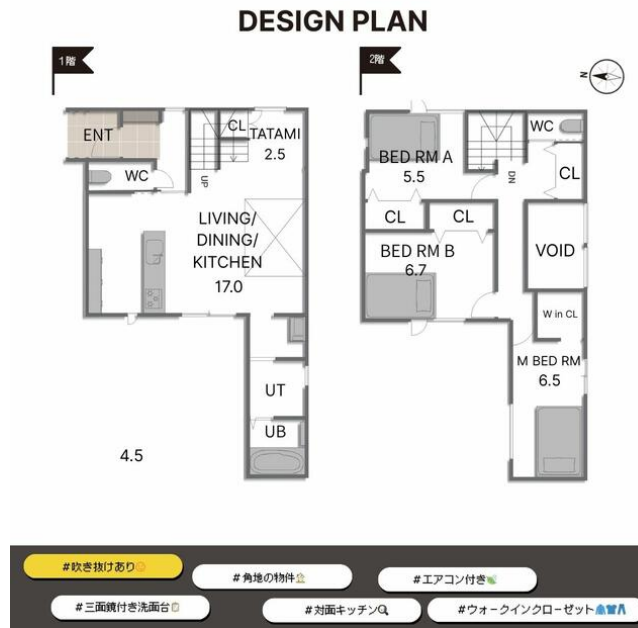 DESIGN PLAN
1階
2階
N
ENT
CL
TATAMI
2.5
WC
UP
LIVING/
DINING/
KITCHEN
17.0
UT
UB
4.5
WC
BED RM A
5.5
DN
CL
CL
CL
BED RM B
6.7
VOID
W in CL
M BED RM
6.5
#吹き抜けあり😊
#角地の物件🏠
#エアコン付き🍃
#三面鏡付き洗面台📋
#対面キッチン🔍
#ウォークインクローゼット🧥👚👖